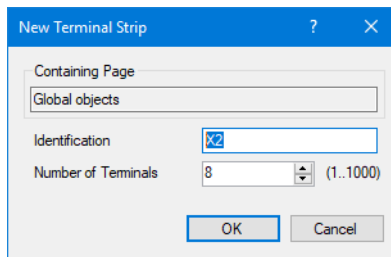 New Terminal Strip ?
Containing Page
Global objects
Identification X2
Number of Terminals 8 (1..1000)
OK Cancel